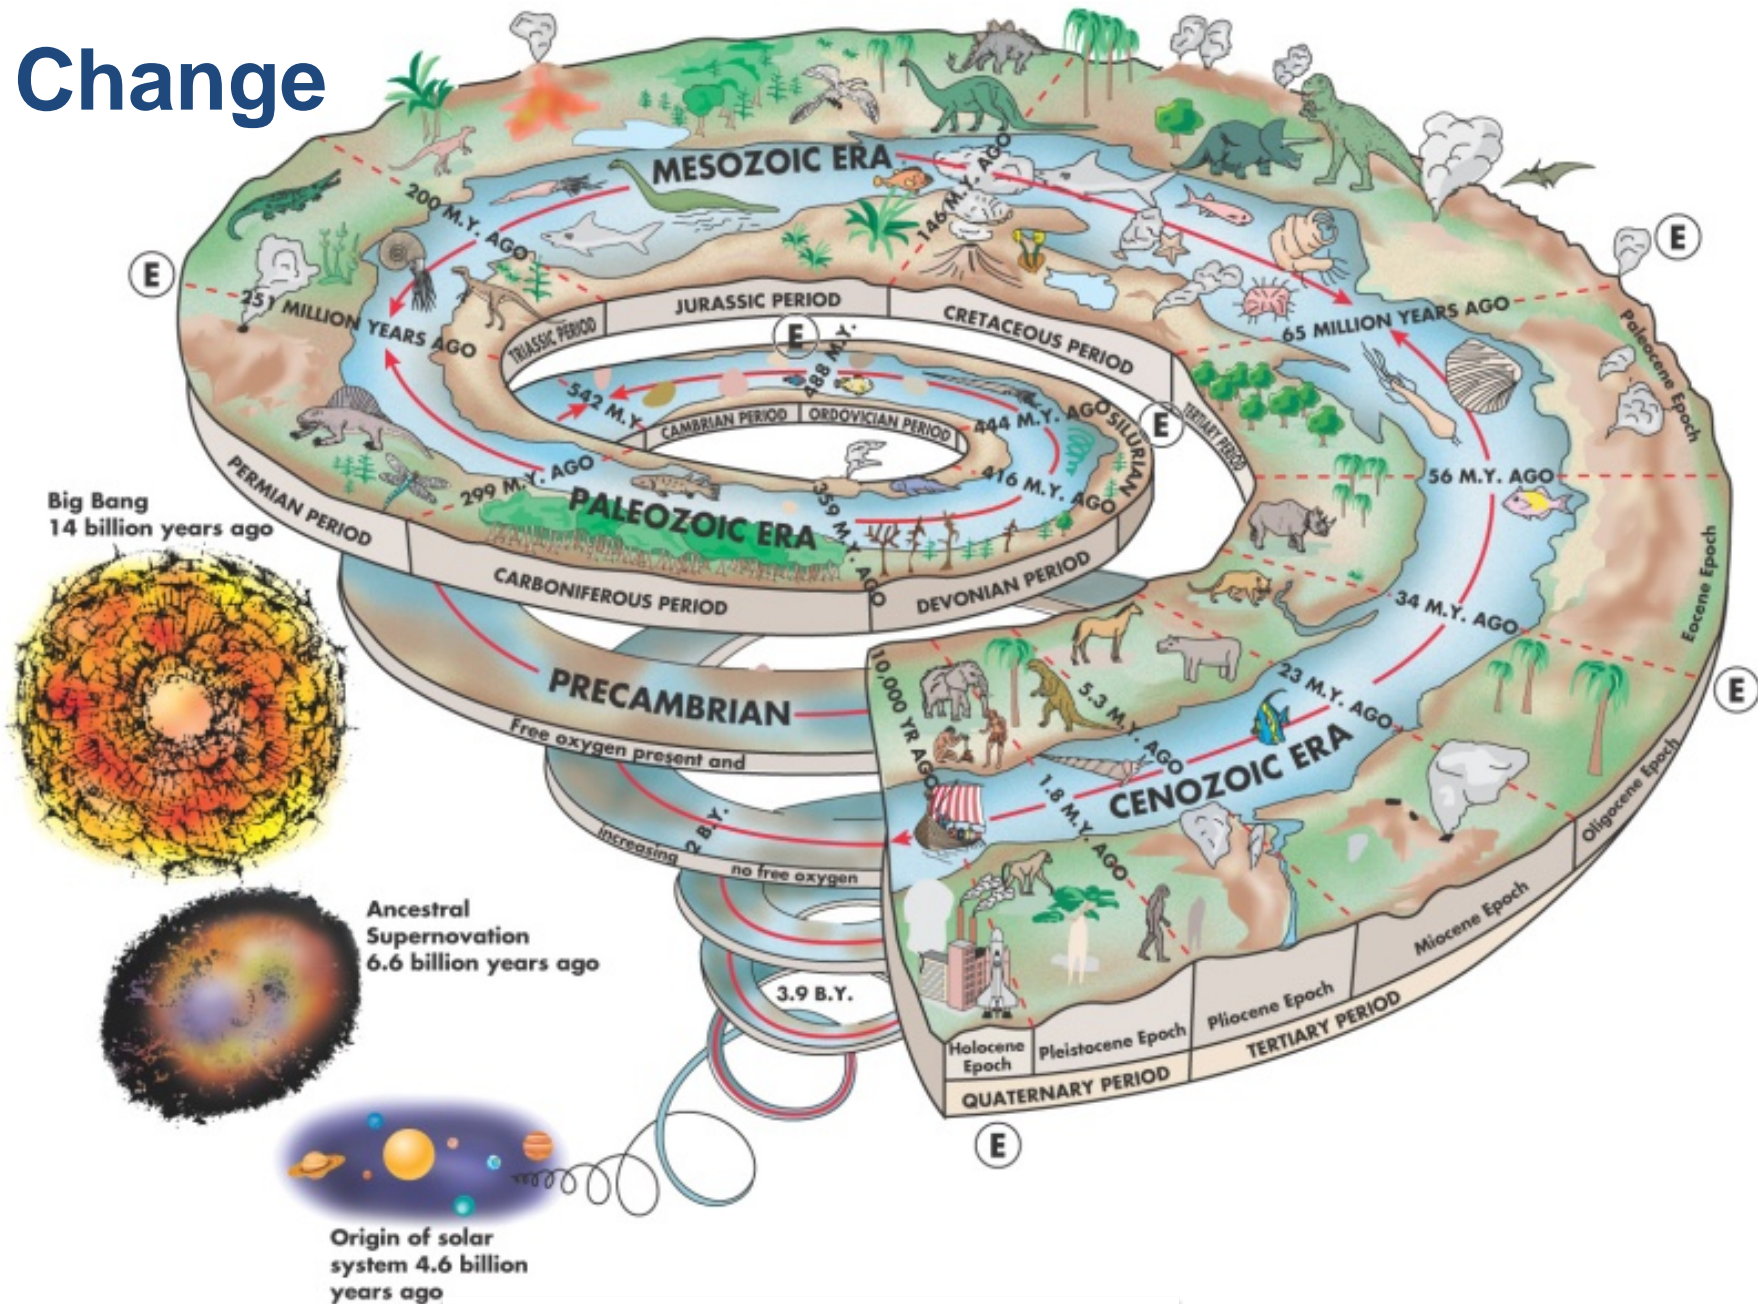 Change
MESOZOIC ERA
200 M.Y. AGO
146 M.Y. AGO
E
E
251 MILLION YEARS AGO
JURASSIC PERIOD
TRIASSIC PERIOD
CRETACEOUS PERIOD
65 MILLION YEARS AGO
Paleocene Epoch
E
488 M.Y.
542 M.Y.
CAMBRIAN PERIOD
ORDOVICIAN PERIOD
444 M.Y. AGO
SILURIAN
E
TERTIARY PERIOD
416 M.Y. AGO
56 M.Y. AGO
299 M.Y. AGO
359 M.Y. AGO
PALEOZOIC ERA
PERMIAN PERIOD
CARBONIFEROUS PERIOD
DEVONIAN PERIOD
Eocene Epoch
34 M.Y. AGO
E
Big Bang
14 billion years ago
PRECAMBRIAN
10,000 YR AGO
5.3 M.Y. AGO
23 M.Y. AGO
Free oxygen present and
1.8 M.Y. AGO
CENOZOIC ERA
Oligocene Epoch
increasing
2 B.Y.
no free oxygen
Ancestral
Supernovation
6.6 billion years ago
3.9 B.Y.
Miocene Epoch
Pliocene Epoch
Pleistocene Epoch
Holocene
Epoch
TERTIARY PERIOD
QUATERNARY PERIOD
E
Origin of solar
system 4.6 billion
years ago